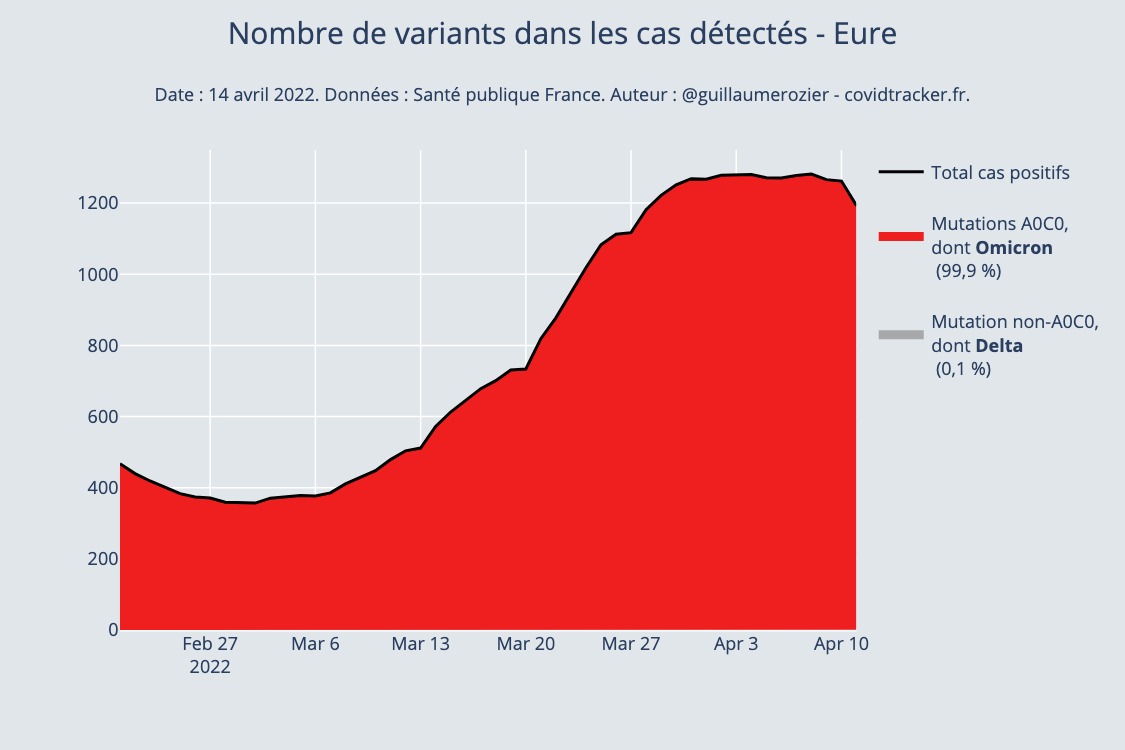 Nombre de variants dans les cas détectés - Eure
Date : 14 avril 2022. Données : Santé publique France. Auteur : @guillaumerozier - covidtracker.fr.
Total cas positifs
Mutations A0C0,
dont Omicron
(99,9 %)
Mutation non-A0C0,
dont Delta
(0,1 %)
1200
1000
800
600
400
200
0
Feb 27
2022
Mar 6
Mar 13
Mar 20
Mar 27
Apr 3
Apr 10